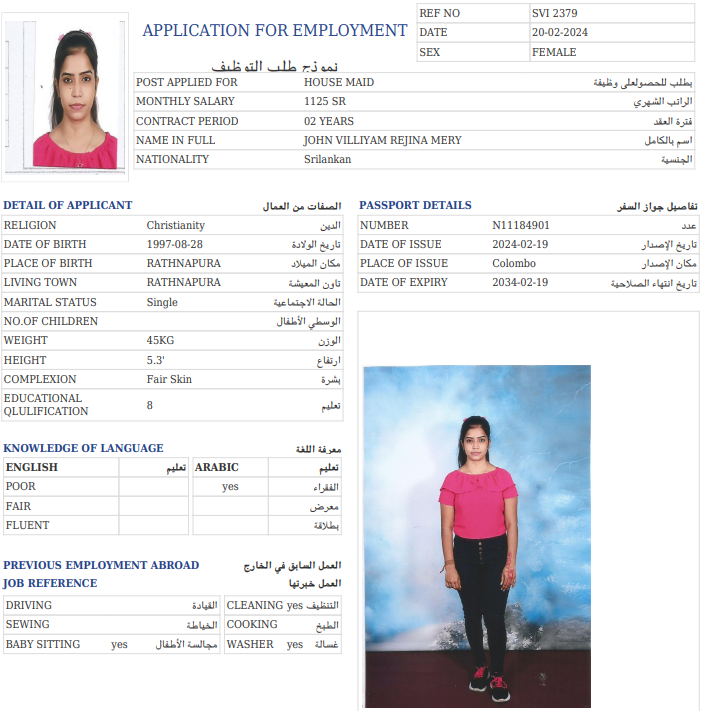 APPLICATION FOR EMPLOYMENT
نموذج طلب التوظيف
REF NO SVI 2379
DATE 20-02-2024
SEX FEMALE
POST APPLIED FOR HOUSE MAID بطلب للحصولعلى وظيفة
MONTHLY SALARY 1125 SR الراتب الشهري
CONTRACT PERIOD 02 YEARS فترة العقد
NAME IN FULL JOHN VILLIYAM REJINA MERY اسم بالكامل
NATIONALITY Srilankan الجنسية
DETAIL OF APPLICANT الصفات من العمال
RELIGION Christianity الدين
DATE OF BIRTH 1997-08-28 تاريخ الولادة
PLACE OF BIRTH RATHNAPURA مكان الميلاد
LIVING TOWN RATHNAPURA تاون المعيشة
MARITAL STATUS Single الحالة الاجتماعية
NO.OF CHILDREN الوسطي الأطفال
WEIGHT 45KG الوزن
HEIGHT 5.3' ارتفاع
COMPLEXION Fair Skin بشرة
EDUCATIONAL QLULIFICATION 8 تعليم
PASSPORT DETAILS تفاصيل جواز السفر
NUMBER N11184901 عدد
DATE OF ISSUE 2024-02-19 تاريخ الإصدار
PLACE OF ISSUE Colombo مكان الإصدار
DATE OF EXPIRY 2034-02-19 تاريخ انتهاء الصلاحية
KNOWLEDGE OF LANGUAGE معرفة اللغة
ENGLISH تعليم ARABIC تعليم
POOR yes الفقراء
FAIR معرض
FLUENT بطلاقة
PREVIOUS EMPLOYMENT ABROAD العمل السابق في الخارج
JOB REFERENCE العمل خبرتها
DRIVING القيادة CLEANING yes التنظيف
SEWING الخياطة COOKING الطبخ
BABY SITTING yes مجالسة الأطفال WASHER yes غسالة